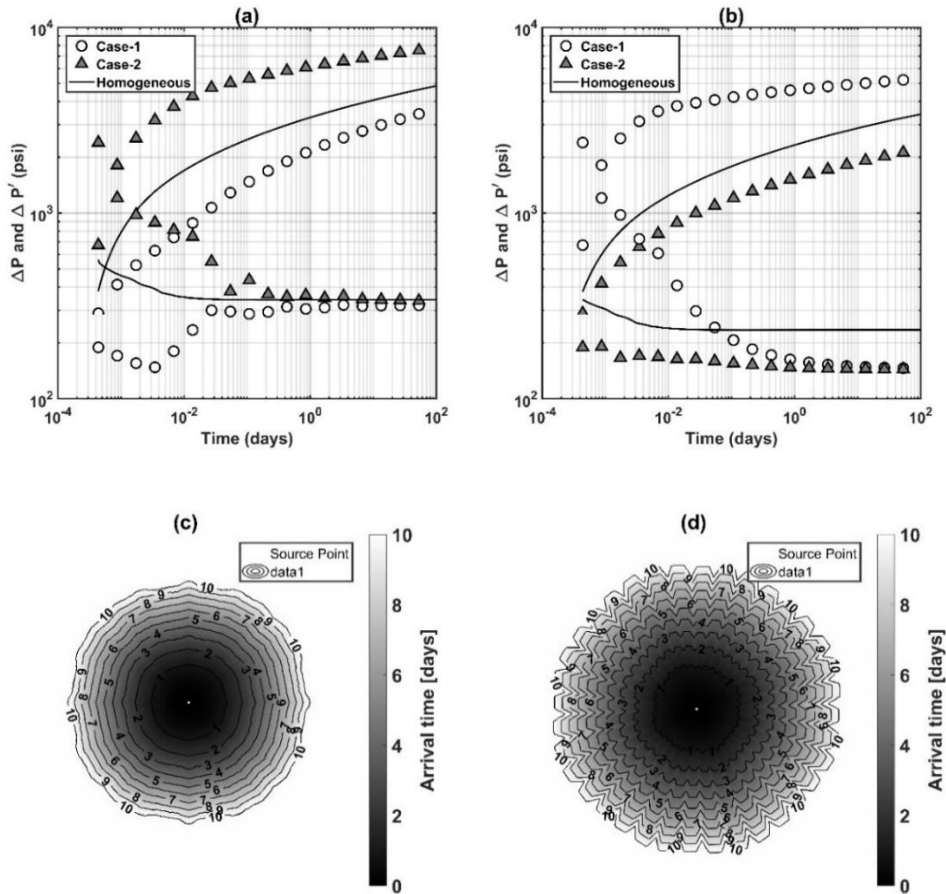 (a)
Case-1
Case-2
Homogeneous
ΔP and ΔP′ (psi)
10^4
10^3
10^2
10^-4
10^-2
10^0
10^2
Time (days)
(b)
Case-1
Case-2
Homogeneous
ΔP and ΔP′ (psi)
10^4
10^3
10^2
10^-4
10^-2
10^0
10^2
Time (days)
(c)
Source Point
data1
10
8
6
4
2
0
Arrival time [days]
(d)
Source Point
data1
10
8
6
4
2
0
Arrival time [days]